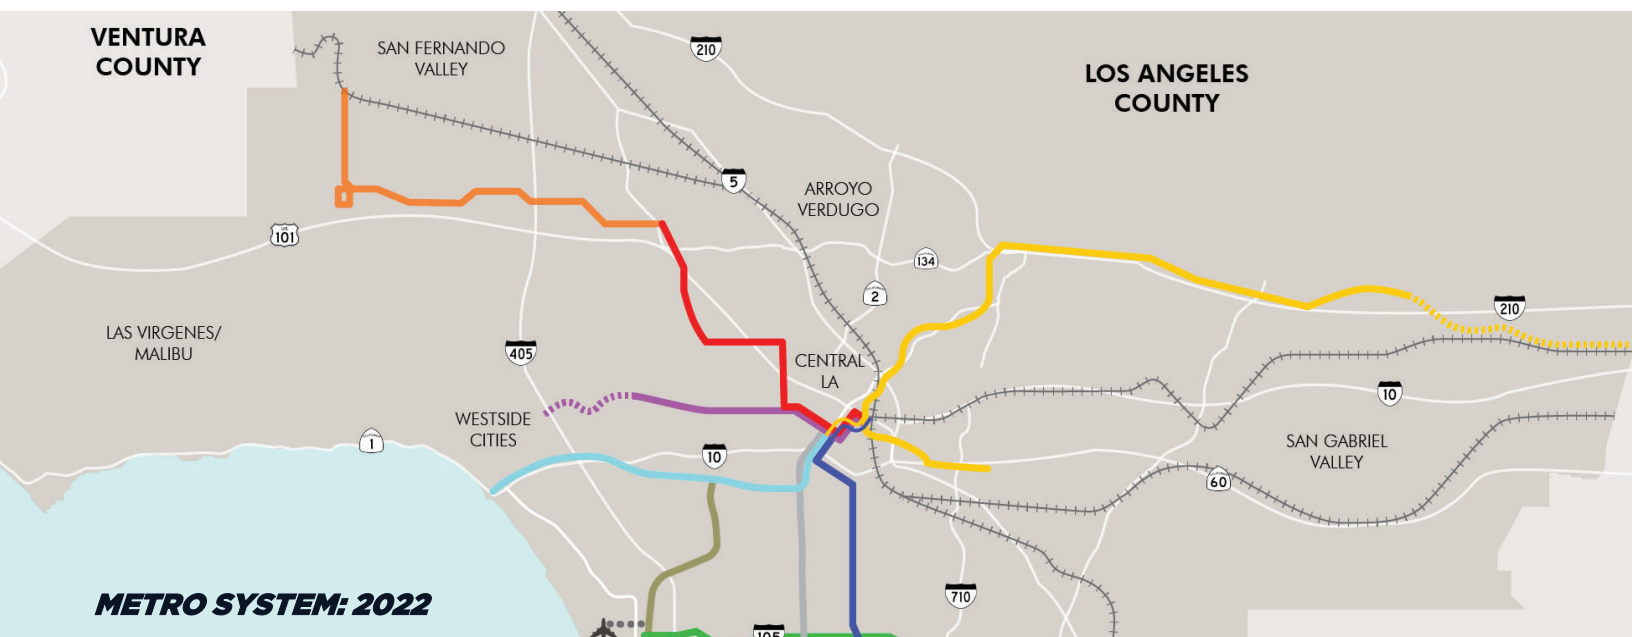 VENTURA
COUNTY
SAN FERNANDO
VALLEY
210
LOS ANGELES
COUNTY
5
ARROYO
VERDUGO
US
101
134
2
210
LAS VIRGENES/
MALIBU
405
CENTRAL
LA
10
WESTSIDE
CITIES
1
10
SAN GABRIEL
VALLEY
60
METRO SYSTEM: 2022
710
105